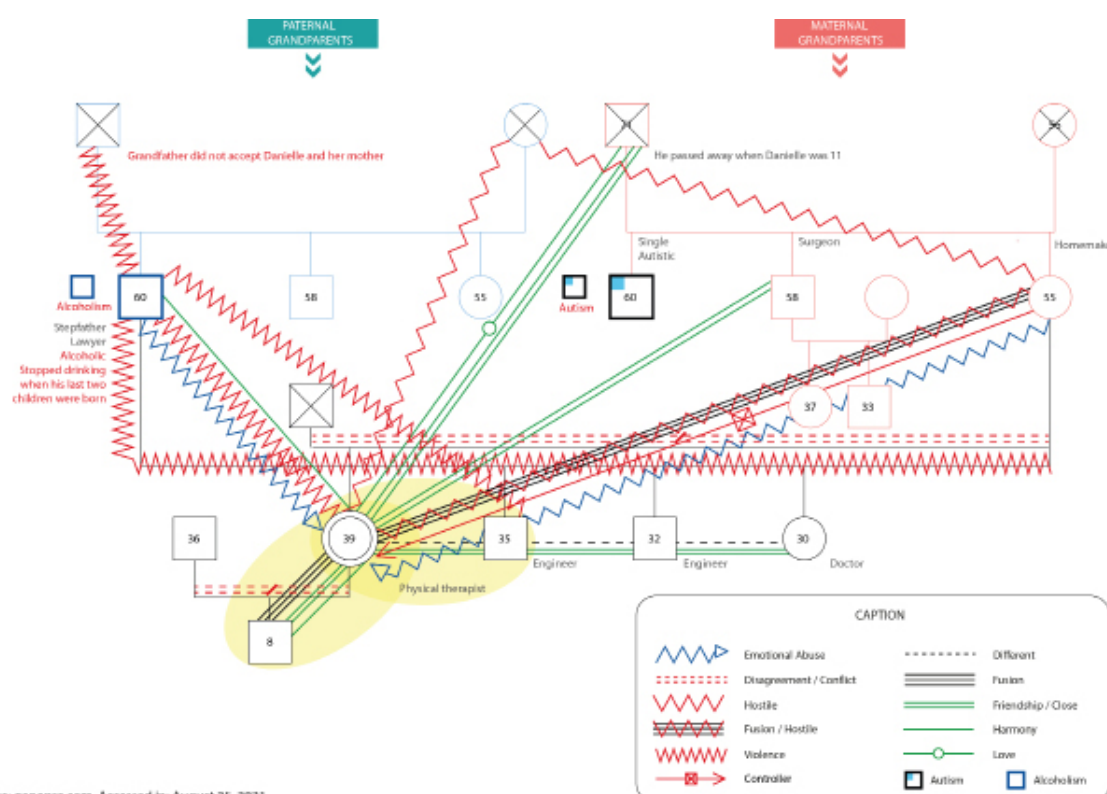 PATERNAL
GRANDPARENTS
MATERNAL
GRANDPARENTS
Grandfather did not accept Danielle and her mother
He passed away when Danielle was 11
Single
Autistic
Surgeon
Homemake
60
58
55
60
58
55
Alcoholism
Autism
Stepfather
Lawyer
Alcoholic
Stopped drinking
when his last two
children were born
37
33
36
39
35
32
30
Engineer
Engineer
Doctor
Physical therapist
8
CAPTION
Emotional Abuse
Different
Disagreement / Conflict
Fusion
Hostile
Friendship / Close
Fusion / Hostile
Harmony
Violence
Love
Controller
Autism
Alcoholism